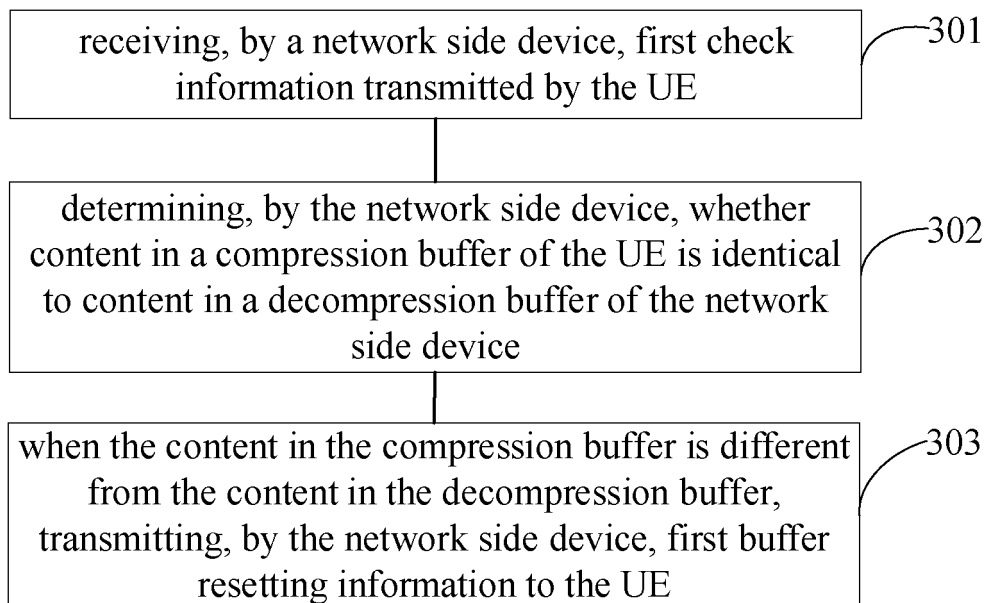 receiving, by a network side device, first check
information transmitted by the UE
301
determining, by the network side device, whether
content in a compression buffer of the UE is identical
to content in a decompression buffer of the network
side device
302
when the content in the compression buffer is different
from the content in the decompression buffer,
transmitting, by the network side device, first buffer
resetting information to the UE
303